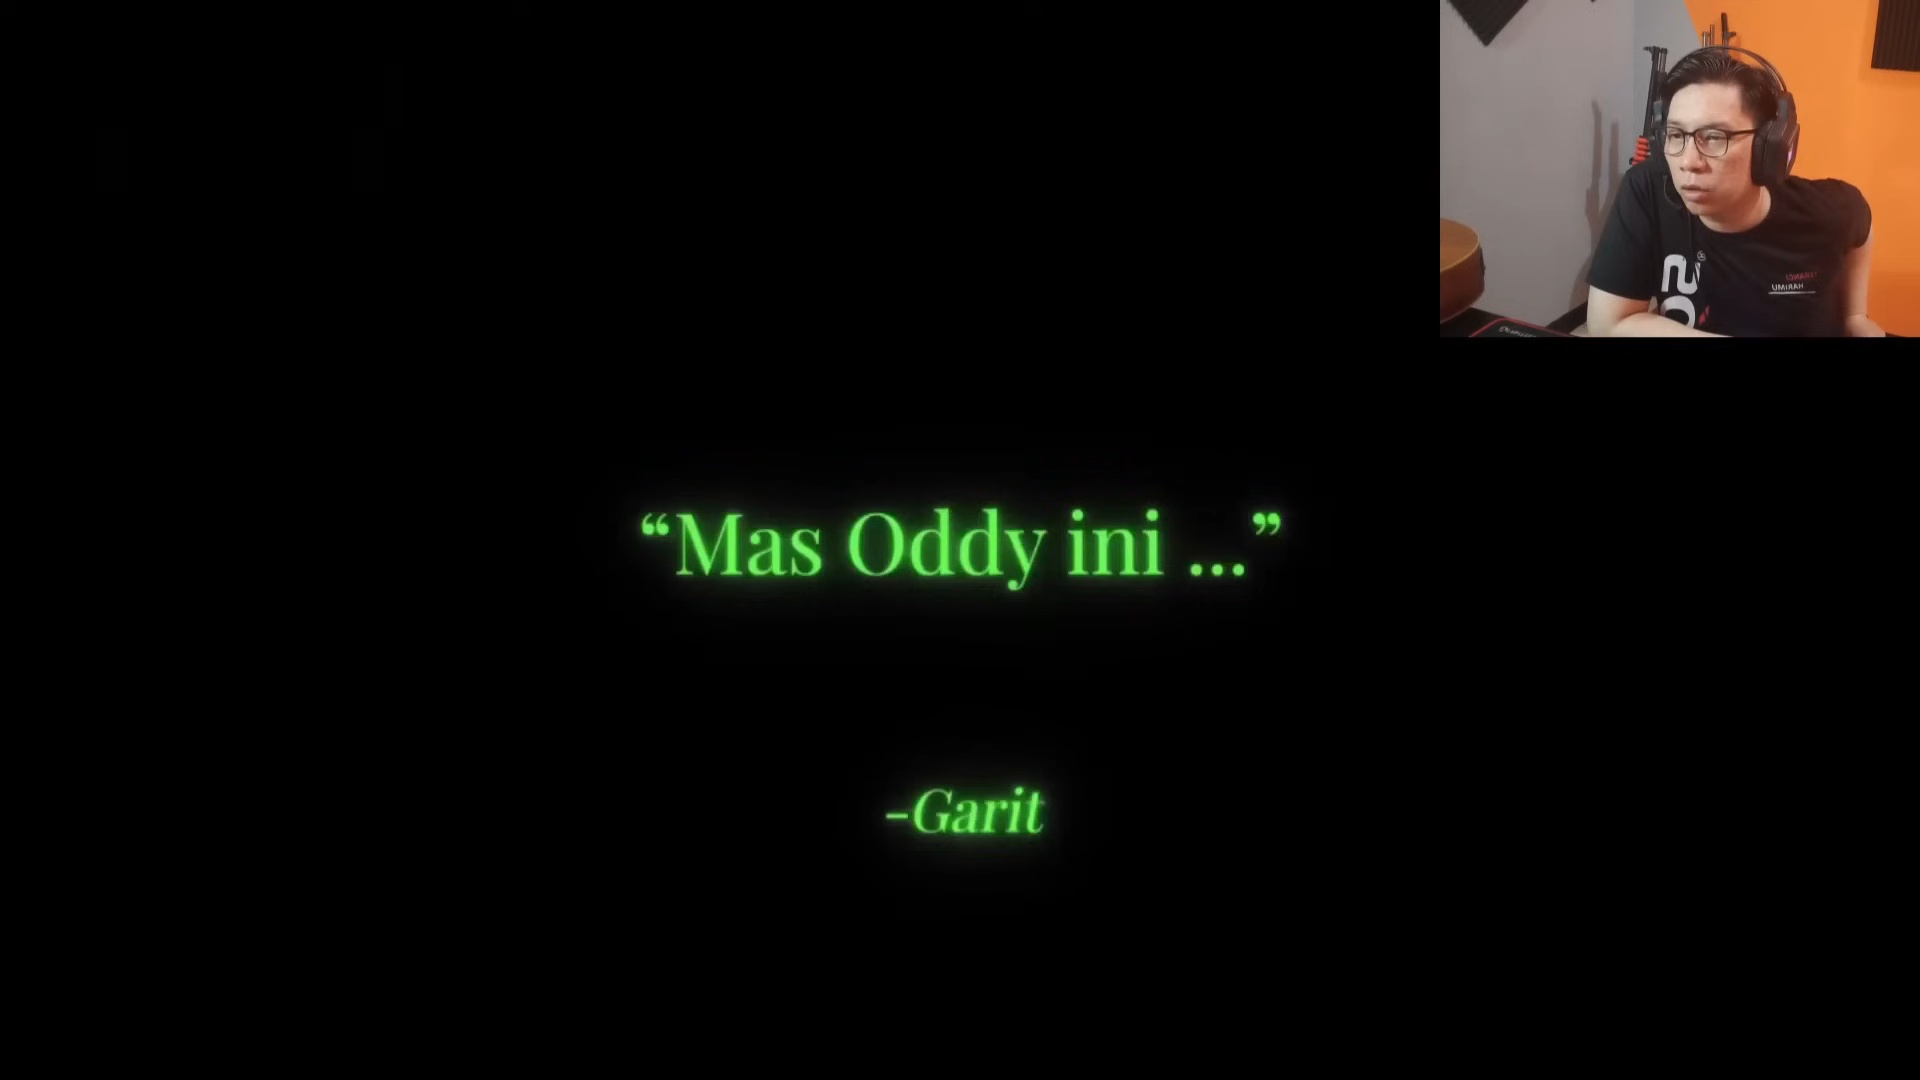 “Mas Oddy ini ...”
-Garit